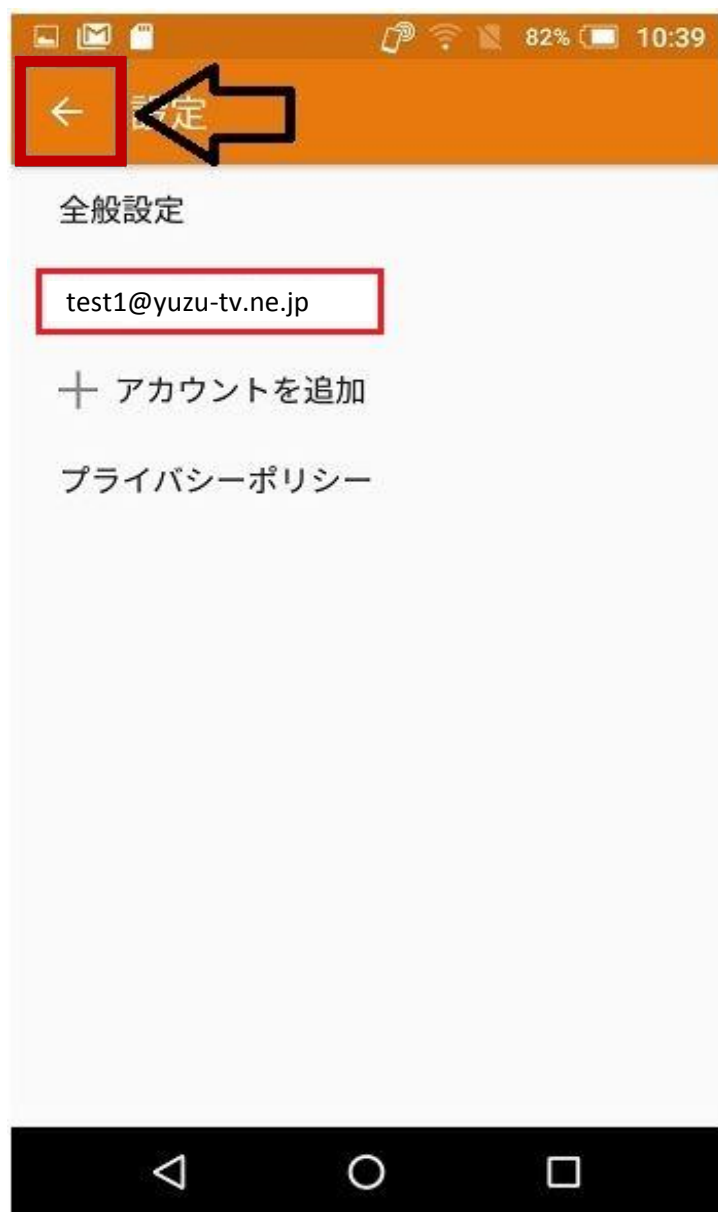 82% 10:39
設定
全般設定
test1@yuzu-tv.ne.jp
アカウントを追加
プライバシーポリシー